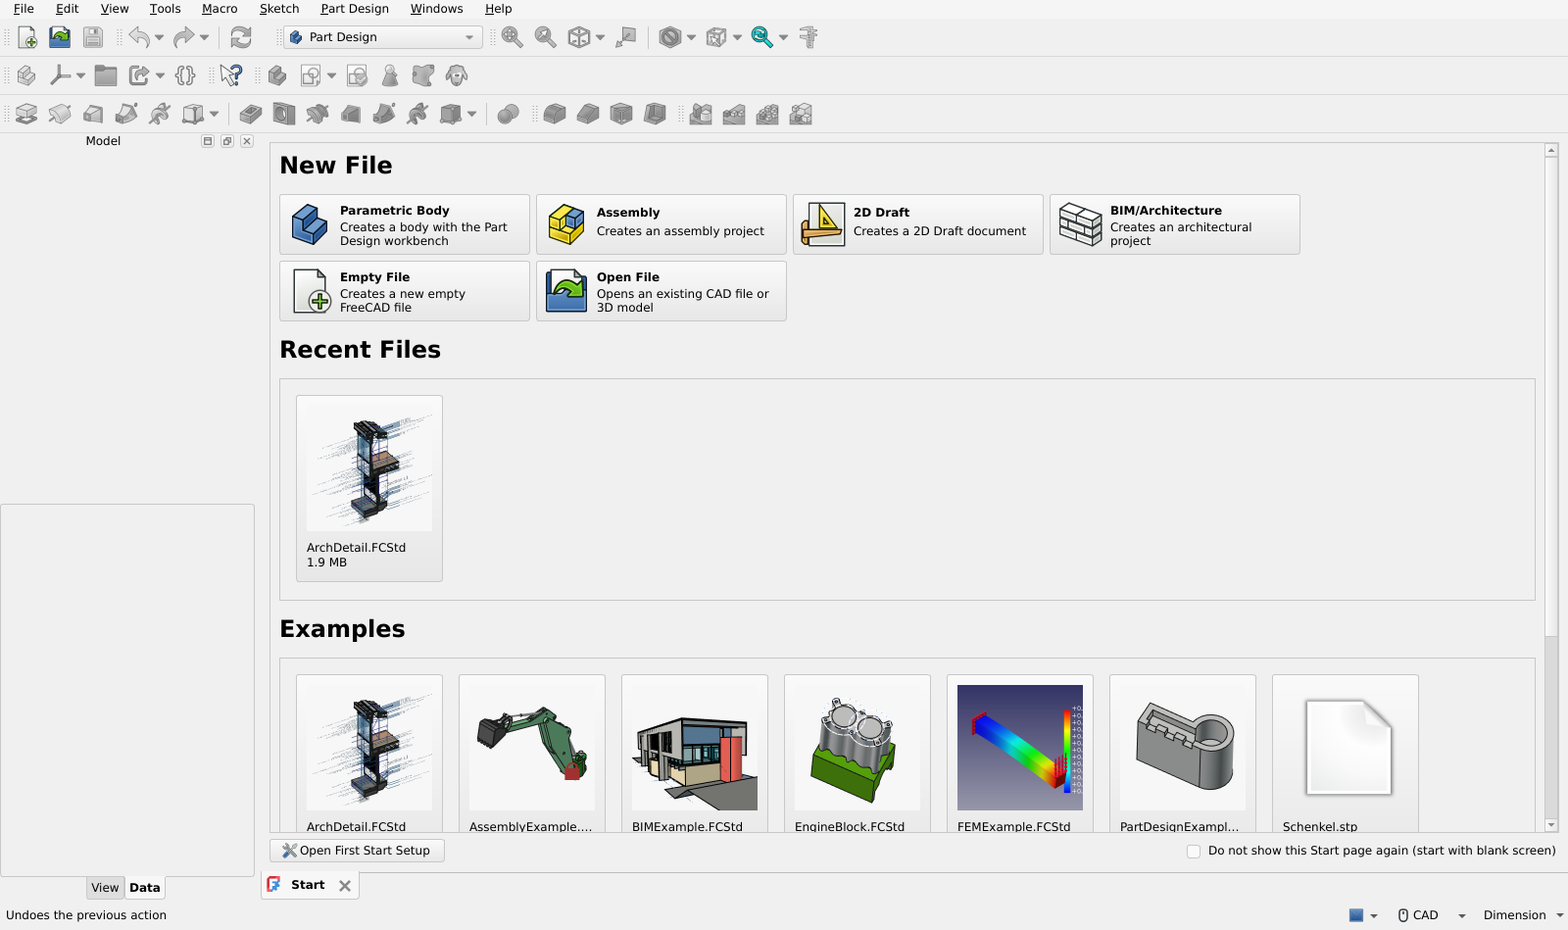 File Edit View Tools Macro Sketch Part Design Windows Help
Part Design
Model
New File
Parametric Body
Creates a body with the Part
Design workbench
Assembly
Creates an assembly project
2D Draft
Creates a 2D Draft document
BIM/Architecture
Creates an architectural
project
Empty File
Creates a new empty
FreeCAD file
Open File
Opens an existing CAD file or
3D model
Recent Files
ArchDetail.FCStd
1.9 MB
Examples
ArchDetail.FCStd
AssemblyExample....
BIMExample.FCStd
EngineBlock.FCStd
FEMExample.FCStd
PartDesignExampl...
Schenkel.stp
Open First Start Setup
Do not show this Start page again (start with blank screen)
View Data
Start
Undoes the previous action
CAD
Dimension